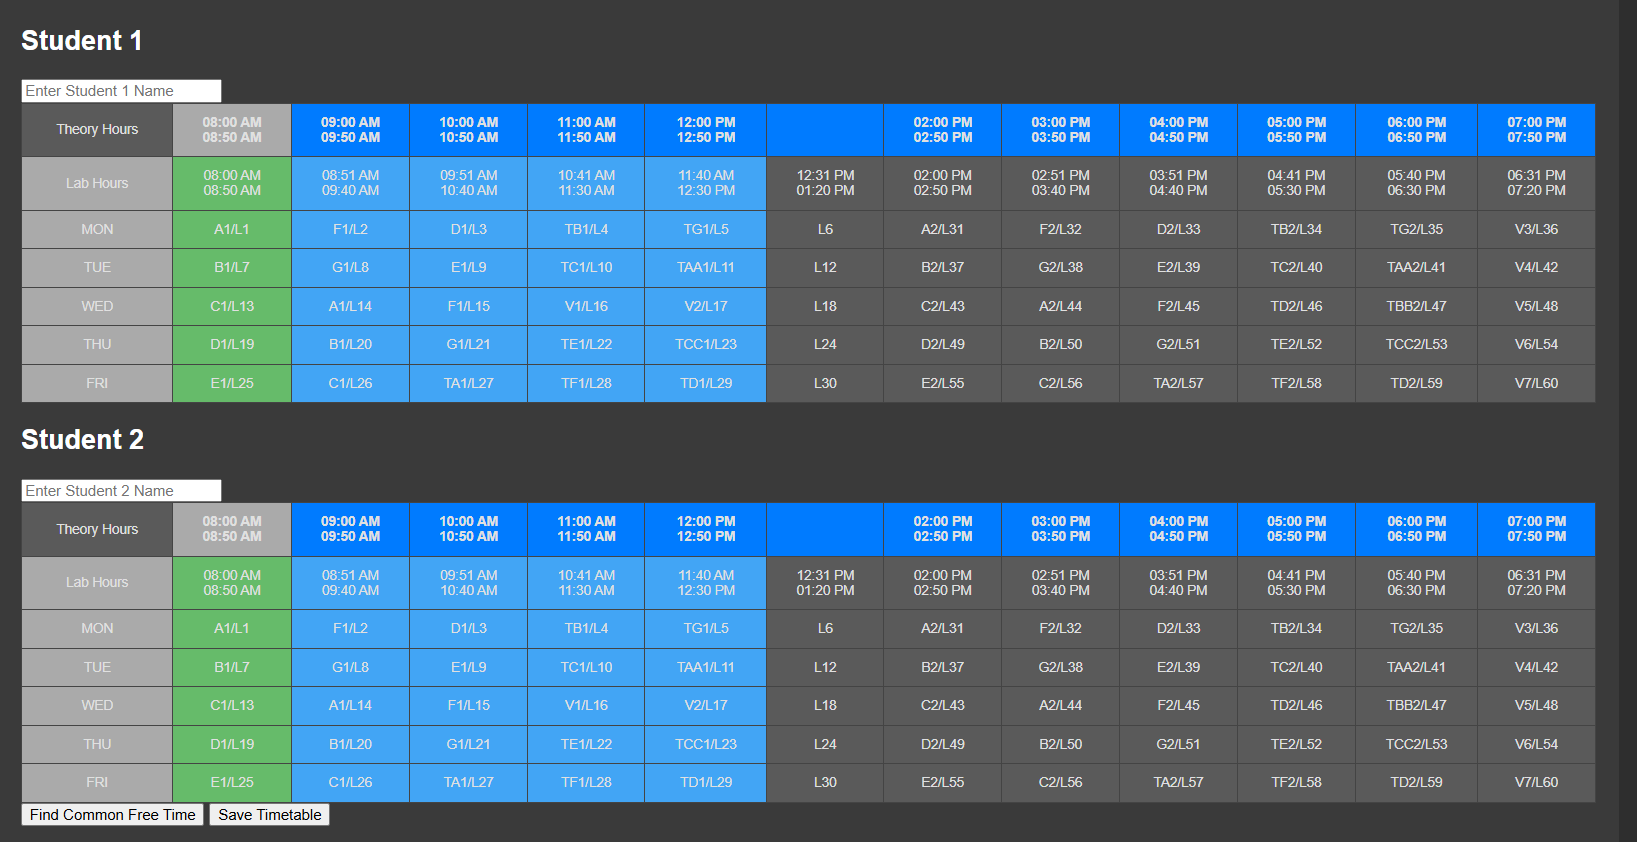 Student 1
Enter Student 1 Name
Theory Hours 08:00 AM 09:00 AM 10:00 AM 11:00 AM 12:00 PM 02:00 PM 03:00 PM 04:00 PM 05:00 PM 06:00 PM 07:00 PM
08:50 AM 09:50 AM 10:50 AM 11:50 AM 12:50 PM 02:50 PM 03:50 PM 04:50 PM 05:50 PM 06:50 PM 07:50 PM
Lab Hours 08:00 AM 08:51 AM 09:51 AM 10:41 AM 11:40 AM 12:31 PM 02:00 PM 02:51 PM 03:51 PM 04:41 PM 05:40 PM 06:31 PM
08:50 AM 09:40 AM 10:40 AM 11:30 AM 12:30 PM 01:20 PM 02:50 PM 03:40 PM 04:40 PM 05:30 PM 06:30 PM 07:20 PM
MON A1/L1 F1/L2 D1/L3 TB1/L4 TG1/L5 L6 A2/L31 F2/L32 D2/L33 TB2/L34 TG2/L35 V3/L36
TUE B1/L7 G1/L8 E1/L9 TC1/L10 TAA1/L11 L12 B2/L37 G2/L38 E2/L39 TC2/L40 TAA2/L41 V4/L42
WED C1/L13 A1/L14 F1/L15 V1/L16 V2/L17 L18 C2/L43 A2/L44 F2/L45 TD2/L46 TBB2/L47 V5/L48
THU D1/L19 B1/L20 G1/L21 TE1/L22 TCC1/L23 L24 D2/L49 B2/L50 G2/L51 TE2/L52 TCC2/L53 V6/L54
FRI E1/L25 C1/L26 TA1/L27 TF1/L28 TD1/L29 L30 E2/L55 C2/L56 TA2/L57 TF2/L58 TD2/L59 V7/L60
Student 2
Enter Student 2 Name
Theory Hours 08:00 AM 09:00 AM 10:00 AM 11:00 AM 12:00 PM 02:00 PM 03:00 PM 04:00 PM 05:00 PM 06:00 PM 07:00 PM
08:50 AM 09:50 AM 10:50 AM 11:50 AM 12:50 PM 02:50 PM 03:50 PM 04:50 PM 05:50 PM 06:50 PM 07:50 PM
Lab Hours 08:00 AM 08:51 AM 09:51 AM 10:41 AM 11:40 AM 12:31 PM 02:00 PM 02:51 PM 03:51 PM 04:41 PM 05:40 PM 06:31 PM
08:50 AM 09:40 AM 10:40 AM 11:30 AM 12:30 PM 01:20 PM 02:50 PM 03:40 PM 04:40 PM 05:30 PM 06:30 PM 07:20 PM
MON A1/L1 F1/L2 D1/L3 TB1/L4 TG1/L5 L6 A2/L31 F2/L32 D2/L33 TB2/L34 TG2/L35 V3/L36
TUE B1/L7 G1/L8 E1/L9 TC1/L10 TAA1/L11 L12 B2/L37 G2/L38 E2/L39 TC2/L40 TAA2/L41 V4/L42
WED C1/L13 A1/L14 F1/L15 V1/L16 V2/L17 L18 C2/L43 A2/L44 F2/L45 TD2/L46 TBB2/L47 V5/L48
THU D1/L19 B1/L20 G1/L21 TE1/L22 TCC1/L23 L24 D2/L49 B2/L50 G2/L51 TE2/L52 TCC2/L53 V6/L54
FRI E1/L25 C1/L26 TA1/L27 TF1/L28 TD1/L29 L30 E2/L55 C2/L56 TA2/L57 TF2/L58 TD2/L59 V7/L60
Find Common Free Time Save Timetable